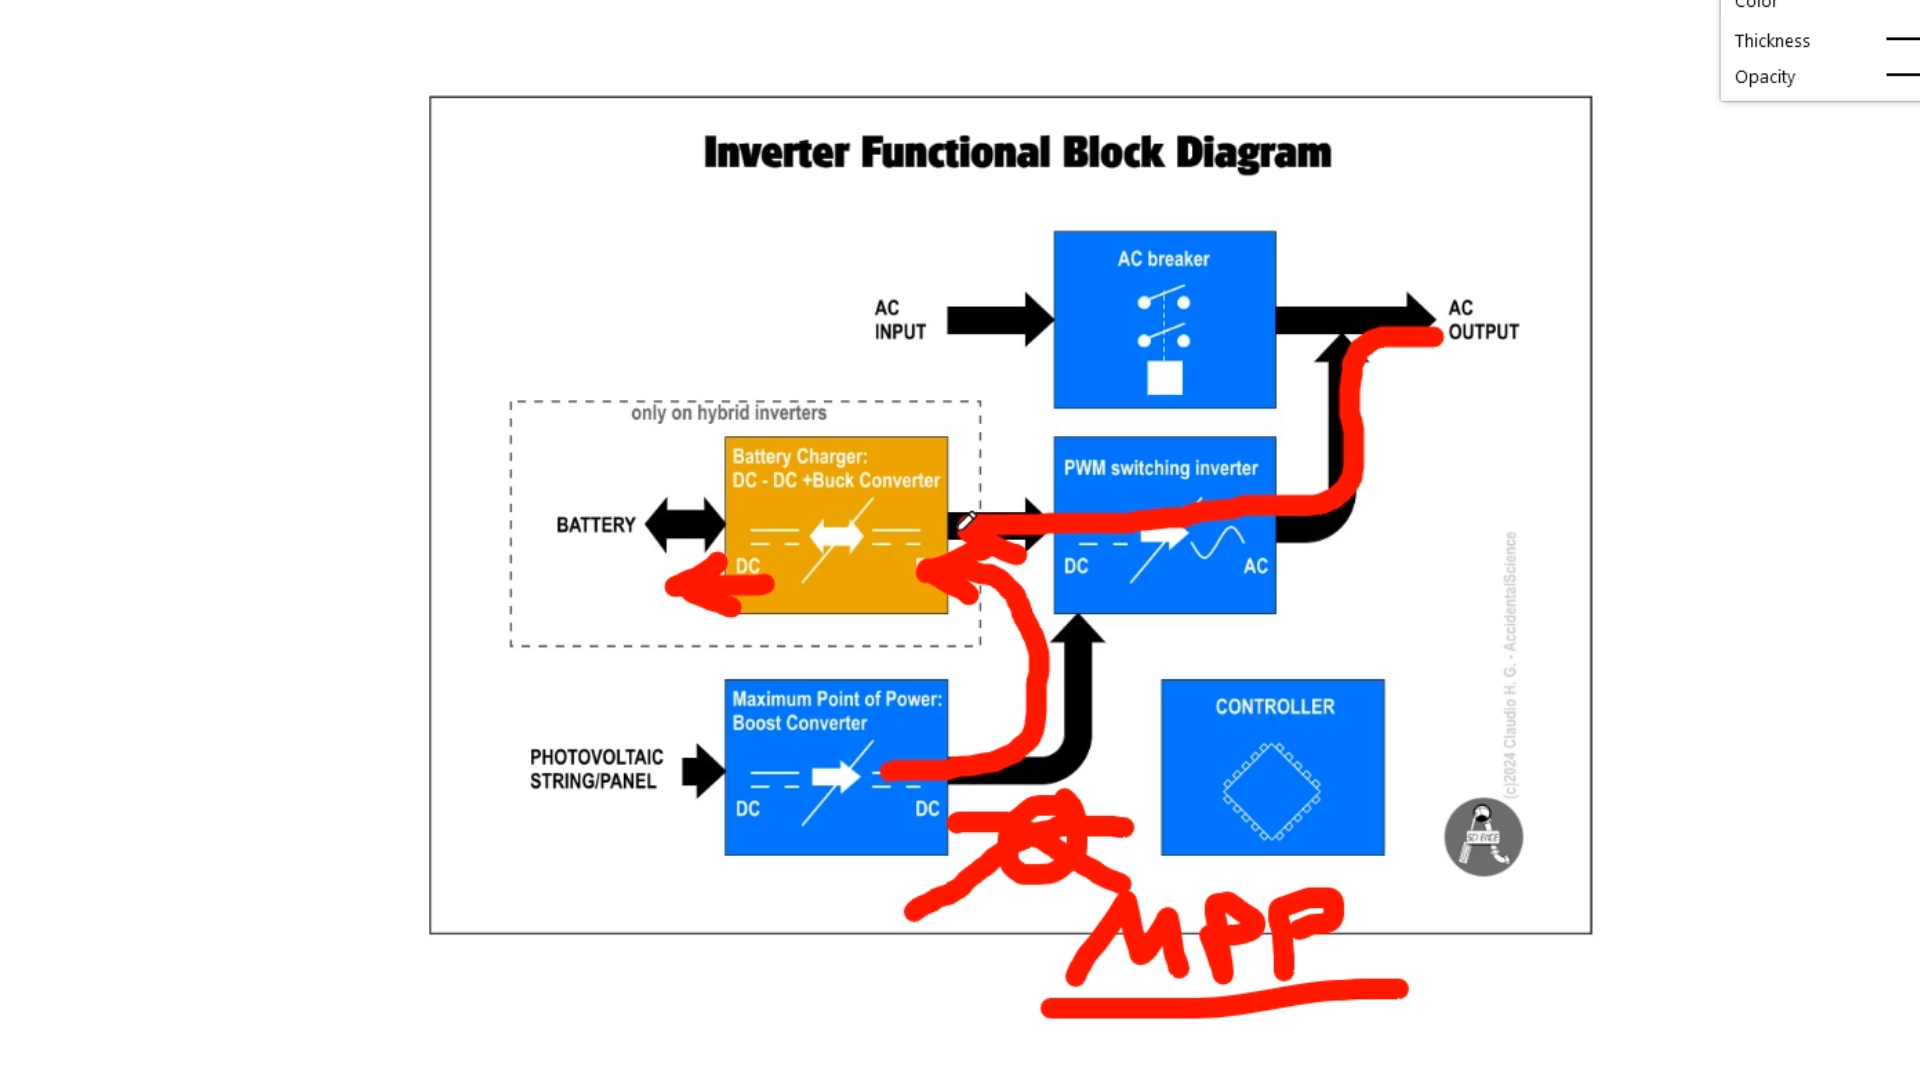 Color
Thickness
Opacity
Inverter Functional Block Diagram
AC breaker
AC
INPUT
AC
OUTPUT
only on hybrid inverters
Battery Charger:
DC - DC +Buck Converter
BATTERY
DC
PWM switching inverter
DC
AC
Maximum Point of Power:
Boost Converter
PHOTOVOLTAIC
STRING/PANEL
DC
DC
CONTROLLER
(c)2024 Claudio H. G. - AccidentalScience
SCIENCE
MPP